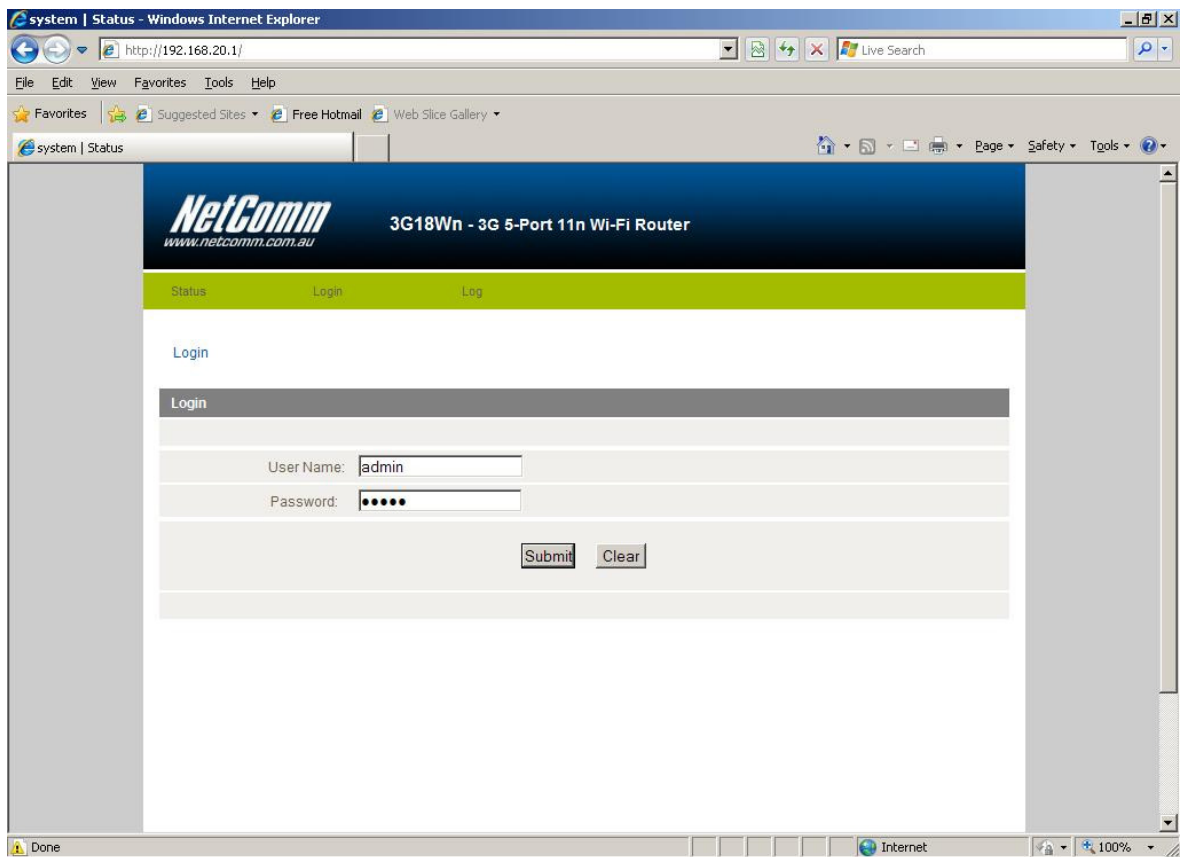 system | Status - Windows Internet Explorer
http://192.168.20.1/
Live Search
File Edit View Favorites Tools Help
Favorites Suggested Sites Free Hotmail Web Slice Gallery
system | Status
Page Safety Tools
NetComm
www.netcomm.com.au
3G18Wn - 3G 5-Port 11n Wi-Fi Router
Status Login Log
Login
Login
User Name: admin
Password: •••••
Submit Clear
Done Internet 100%